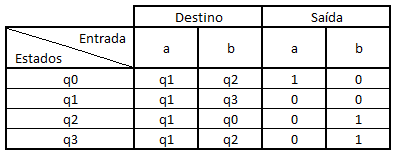 Destino Saída
Entrada
Estados a b a b
q0 q1 q2 1 0
q1 q1 q3 0 0
q2 q1 q0 0 1
q3 q1 q2 0 1